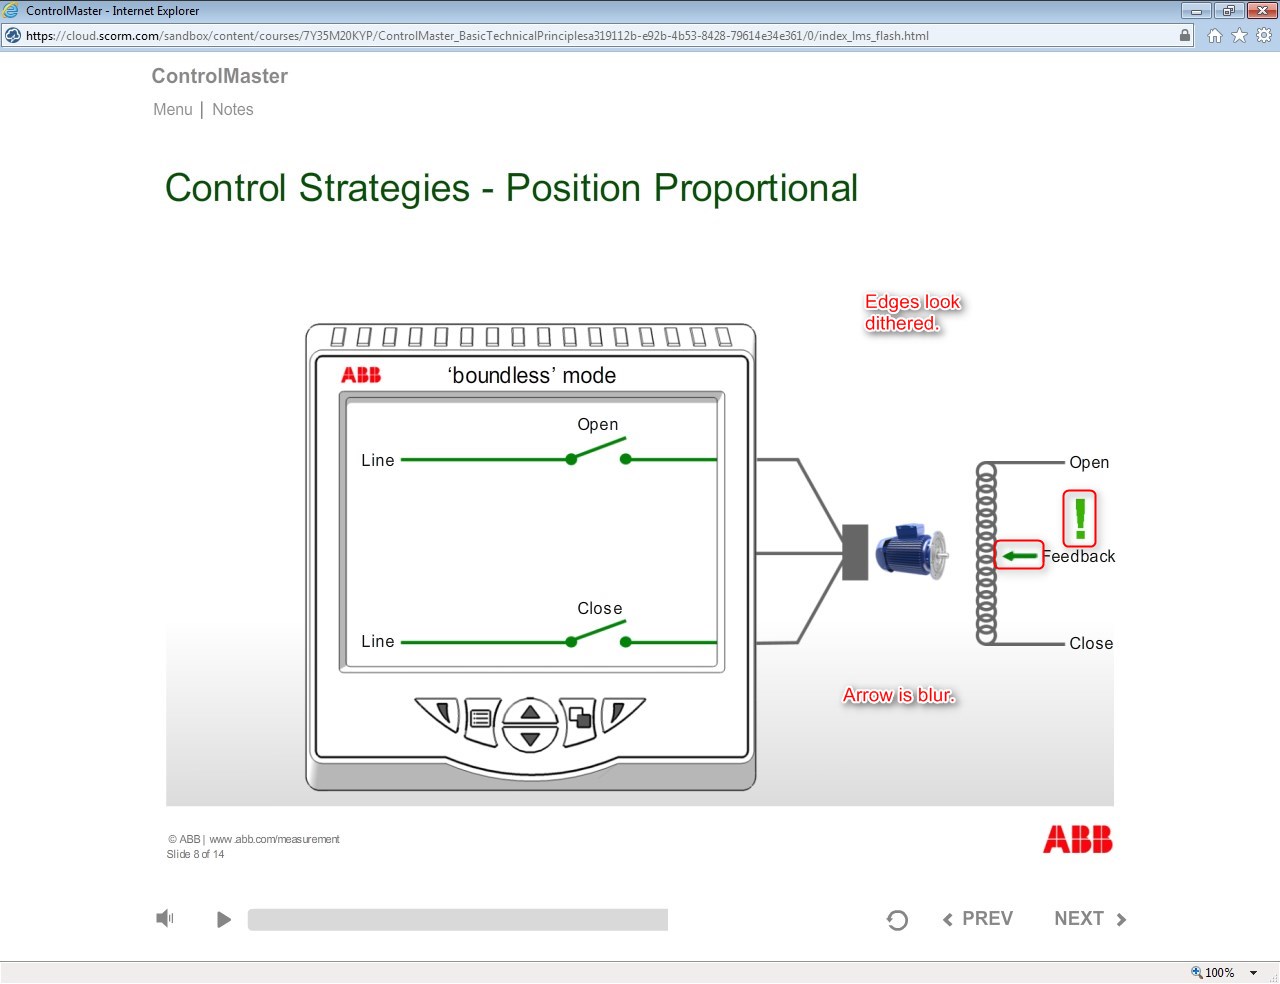 ControlMaster - Internet Explorer
https://cloud.scorm.com/sandbox/content/courses/7Y35M20KYP/ControlMaster_BasicTechnicalPrinciplesa319112b-e92b-4b53-8428-79614e34e361/0/index_lms_flash.html
ControlMaster
Menu | Notes
Control Strategies - Position Proportional
Edges look
dithered.
ABB
‘boundless’ mode
Open
Line
Open
!
Feedback
Close
Line
Close
Arrow is blur.
© ABB | www.abb.com/measurement
Slide 8 of 14
ABB
PREV
NEXT
100%